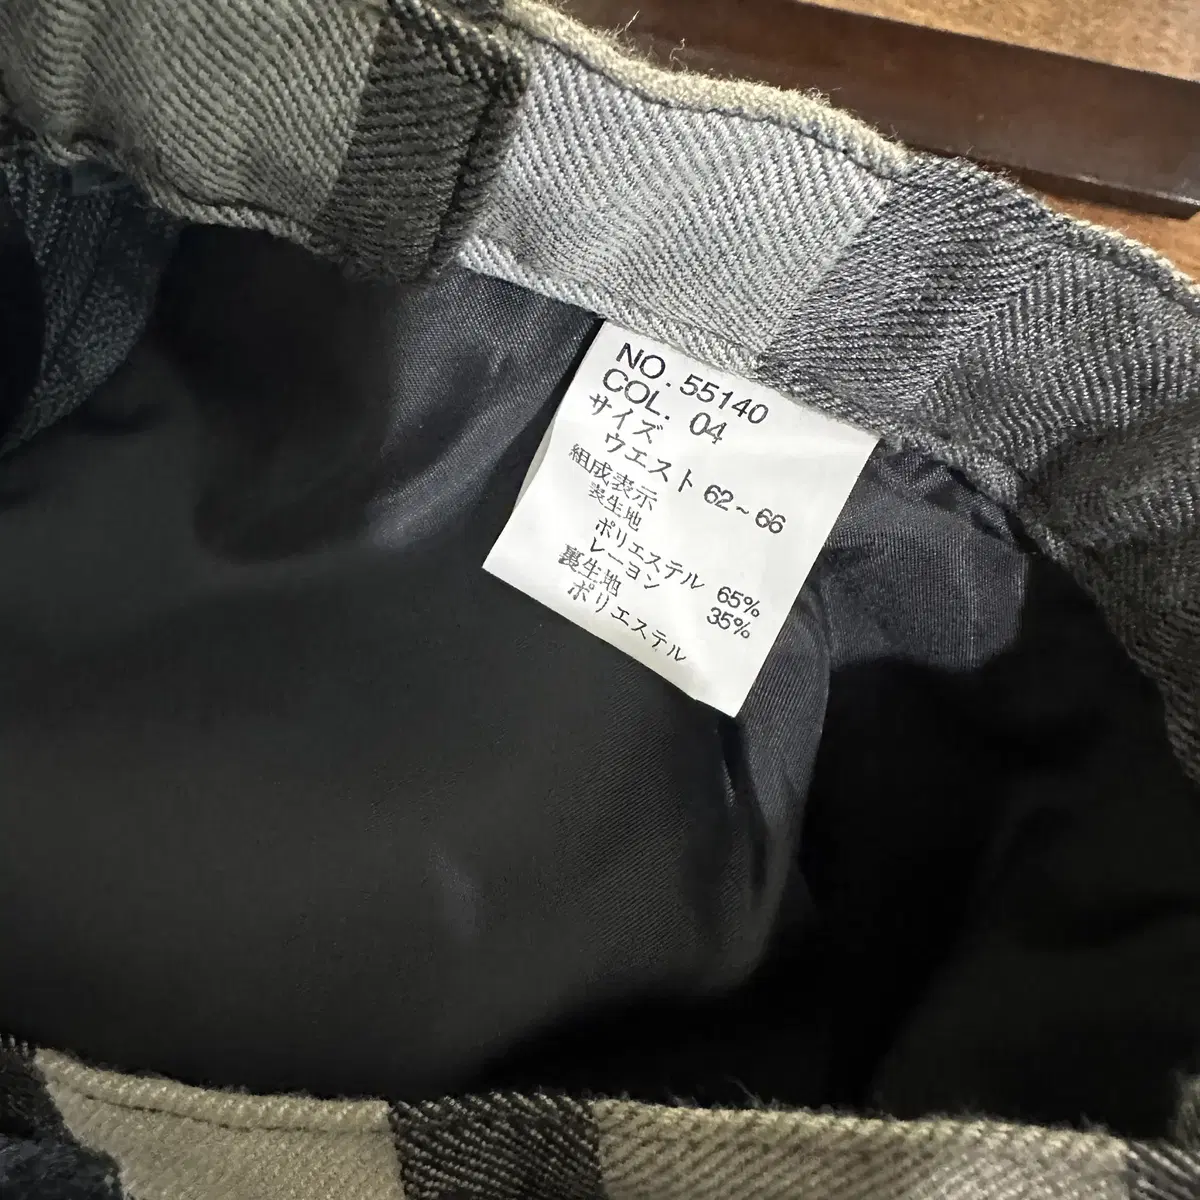 NO. 55140
COL. 04
サイズ
ウエスト 62~66
組成表示
表生地
ポリエステル 65%
レーヨン 35%
裏生地
ポリエステル